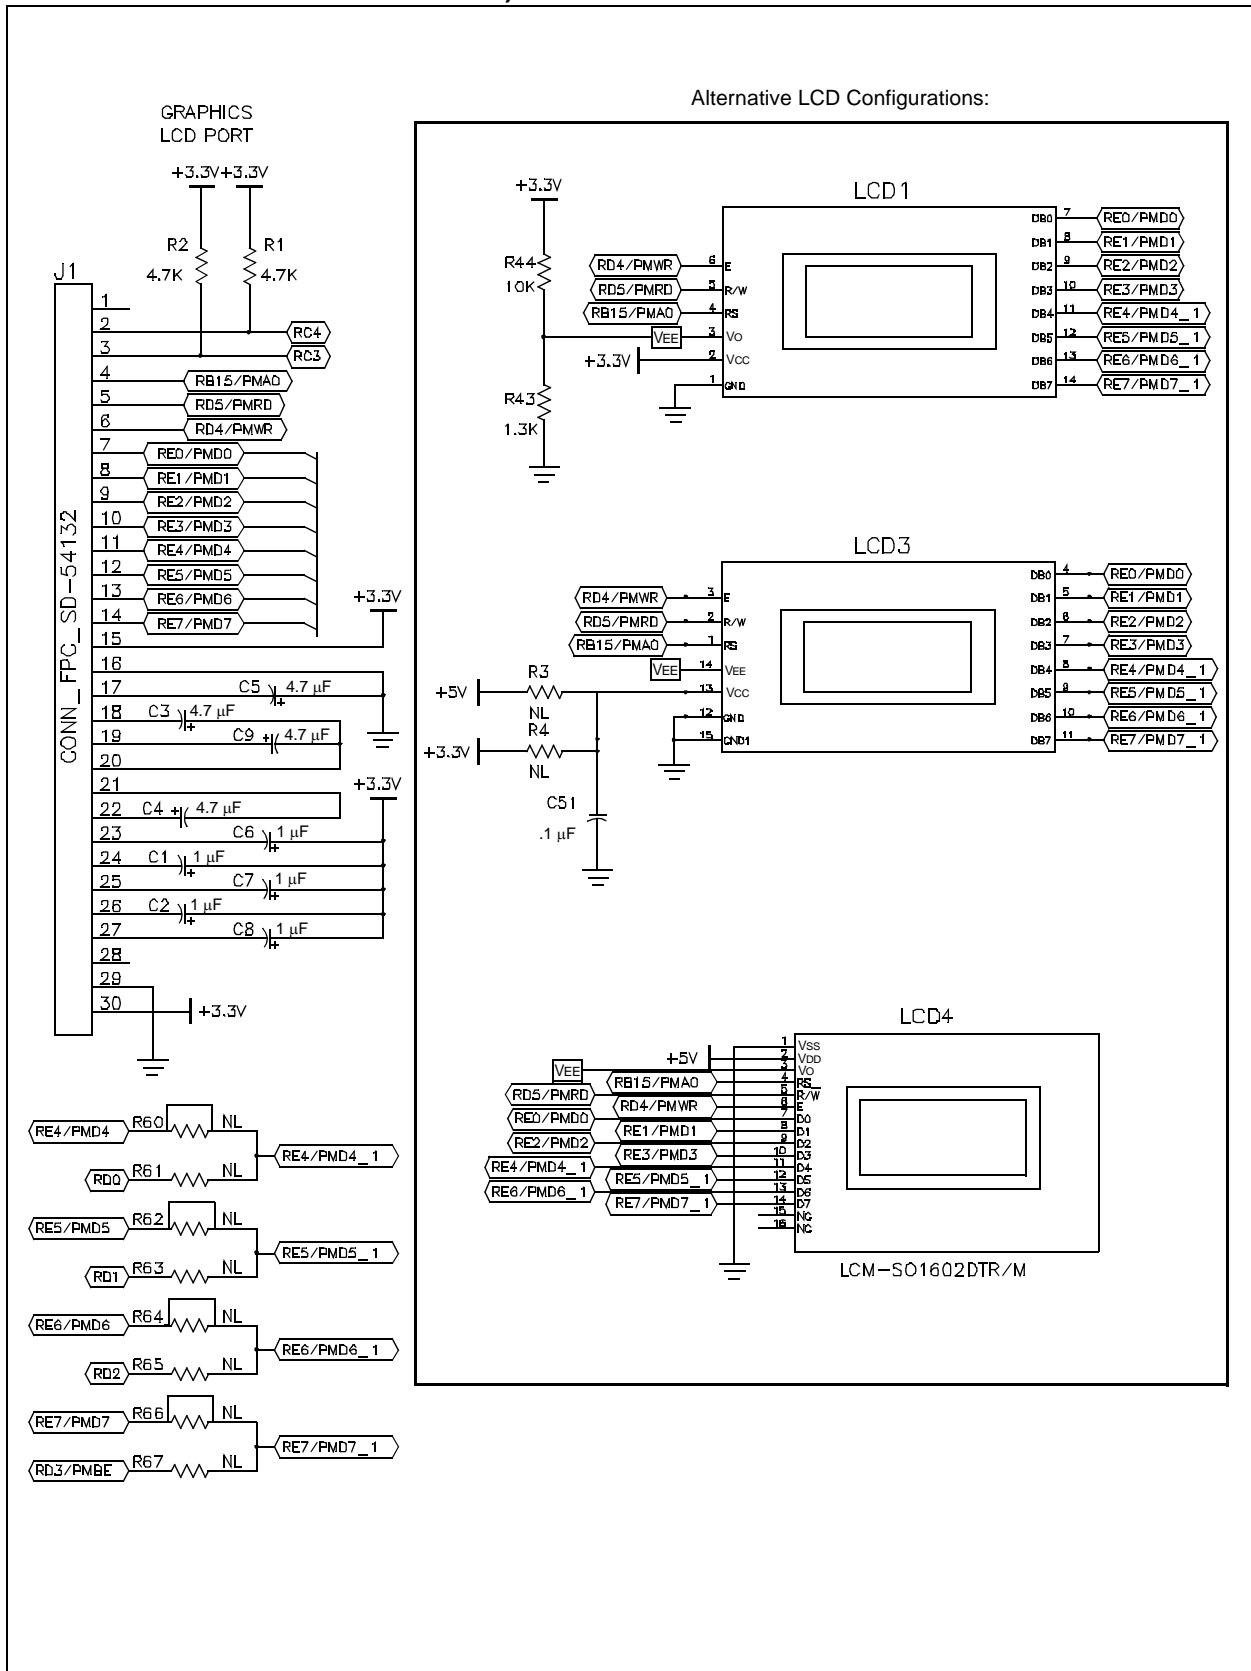 Alternative LCD Configurations:
GRAPHICS
LCD PORT
+3.3V +3.3V
R2
4.7K
R1
4.7K
J1
CONN_FPC_SD-54132
1
2
RC4
3
RC3
4
RB15/PMA0
5
RD5/PMRD
6
RD4/PMWR
7
RE0/PMD0
8
RE1/PMD1
9
RE2/PMD2
10
RE3/PMD3
11
RE4/PMD4
12
RE5/PMD5
13
RE6/PMD6
14
RE7/PMD7
+3.3V
15
16
17
C5
4.7 µF
+
18
C3
4.7 µF
+
19
C9
+
4.7 µF
20
21
+3.3V
22
C4
+
4.7 µF
23
C6
1 µF
+
24
C1
1 µF
+
25
C7
1 µF
+
26
C2
1 µF
+
27
C8
1 µF
+
28
29
30
+3.3V
RE4/PMD4
R60
NL
RD0
R61
NL
RE4/PMD4_1
RE5/PMD5
R62
NL
RD1
R63
NL
RE5/PMD5_1
RE6/PMD6
R64
NL
RD2
R65
NL
RE6/PMD6_1
RE7/PMD7
R66
NL
RD3/PMBE
R67
NL
RE7/PMD7_1
LCD1
+3.3V
R44
10K
R43
1.3K
RD4/PMWR
6
E
RD5/PMRD
5
R/W
RB15/PMA0
4
RS
VEE
3
VO
+3.3V
2
VCC
1
GND
DB0
7
RE0/PMD0
DB1
8
RE1/PMD1
DB2
9
RE2/PMD2
DB3
10
RE3/PMD3
DB4
11
RE4/PMD4_1
DB5
12
RE5/PMD5_1
DB6
13
RE6/PMD6_1
DB7
14
RE7/PMD7_1
LCD3
RD4/PMWR
3
E
RD5/PMRD
2
R/W
RB15/PMA0
1
RS
VEE
14
VEE
+5V
R3
NL
13
VCC
12
GND
+3.3V
R4
NL
15
GND1
C51
.1 µF
DB0
4
RE0/PMD0
DB1
5
RE1/PMD1
DB2
6
RE2/PMD2
DB3
7
RE3/PMD3
DB4
8
RE4/PMD4_1
DB5
9
RE5/PMD5_1
DB6
10
RE6/PMD6_1
DB7
11
RE7/PMD7_1
LCD4
1
VSS
+5V
2
VDD
VEE
3
VO
RB15/PMA0
4
RS
RD5/PMRD
5
R/W
RD4/PMWR
6
E
RE0/PMD0
7
D0
RE1/PMD1
8
D1
RE2/PMD2
9
D2
RE3/PMD3
10
D3
RE4/PMD4_1
11
D4
RE5/PMD5_1
12
D5
RE6/PMD6_1
13
D6
RE7/PMD7_1
14
D7
15
NC
16
NC
LCM-SO1602DTR/M